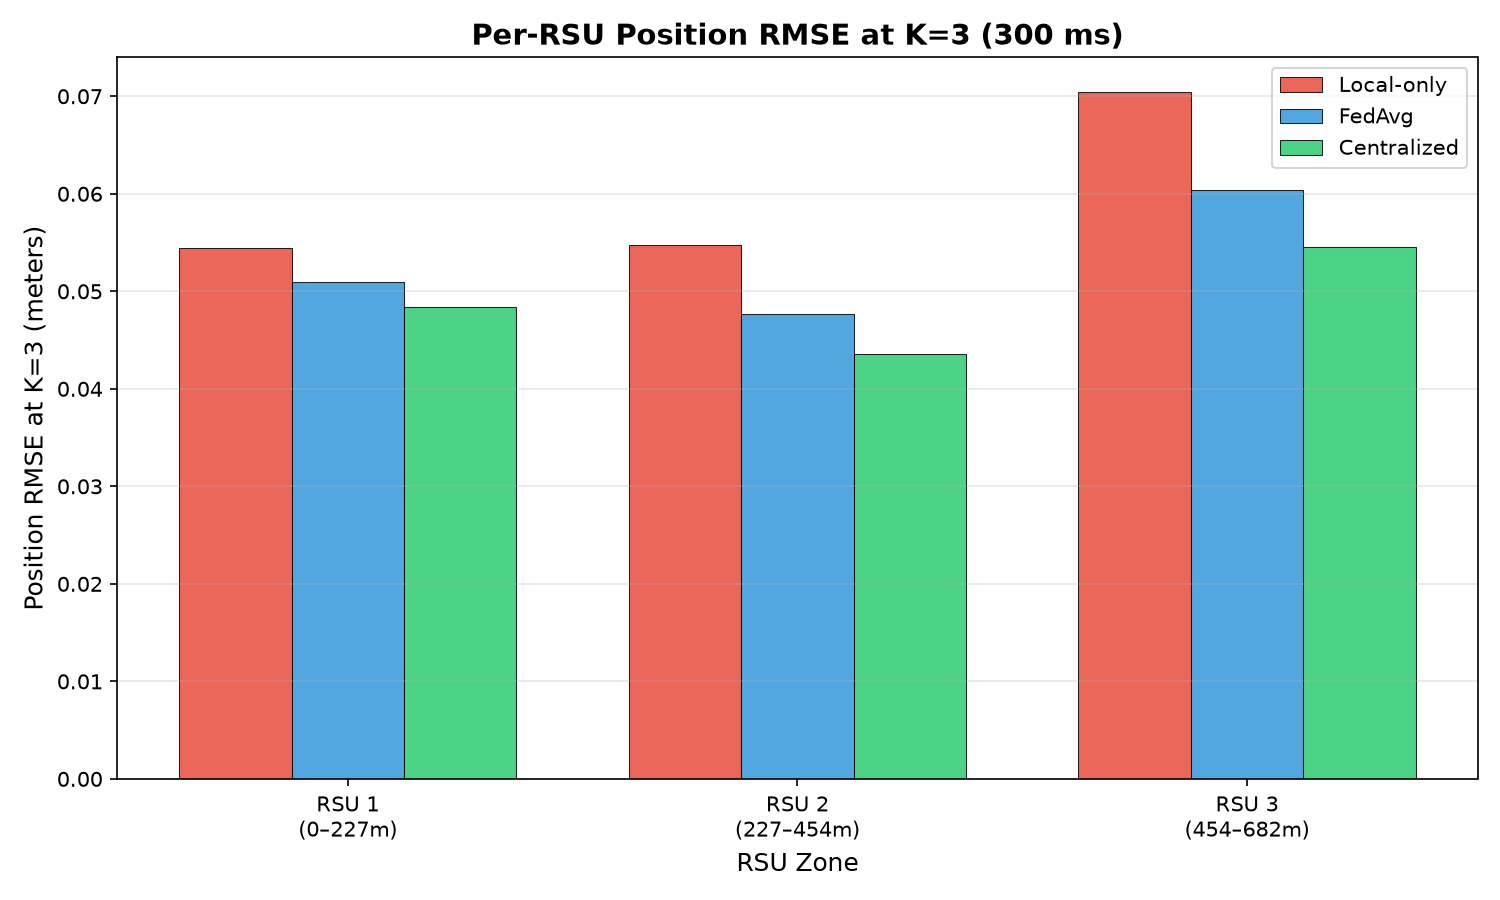 Per-RSU Position RMSE at K=3 (300 ms)
Local-only
FedAvg
Centralized
Position RMSE at K=3 (meters)
0.07
0.06
0.05
0.04
0.03
0.02
0.01
0.00
RSU 1
(0–227m)
RSU 2
(227–454m)
RSU 3
(454–682m)
RSU Zone